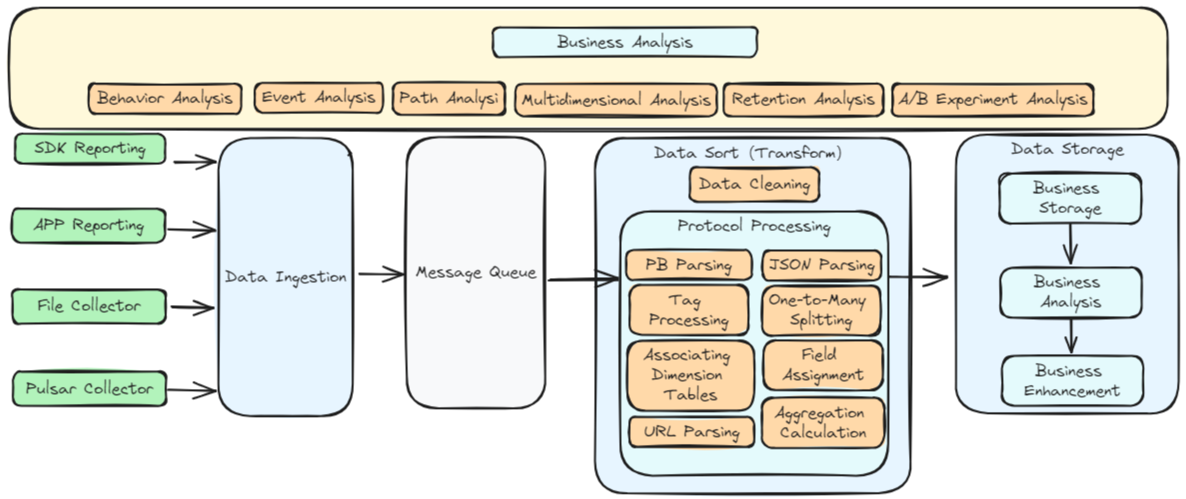 Business Analysis
Behavior Analysis
Event Analysis
Path Analysi
Multidimensional Analysis
Retention Analysis
A/B Experiment Analysis
SDK Reporting
APP Reporting
File Collector
Pulsar Collector
Data Ingestion
Message Queue
Data Sort (Transform)
Data Cleaning
Protocol Processing
PB Parsing
JSON Parsing
Tag
Processing
One-to-Many
Splitting
Associating
Dimension
Tables
Field
Assignment
URL Parsing
Aggregation
Calculation
Data Storage
Business
Storage
Business
Analysis
Business
Enhancement